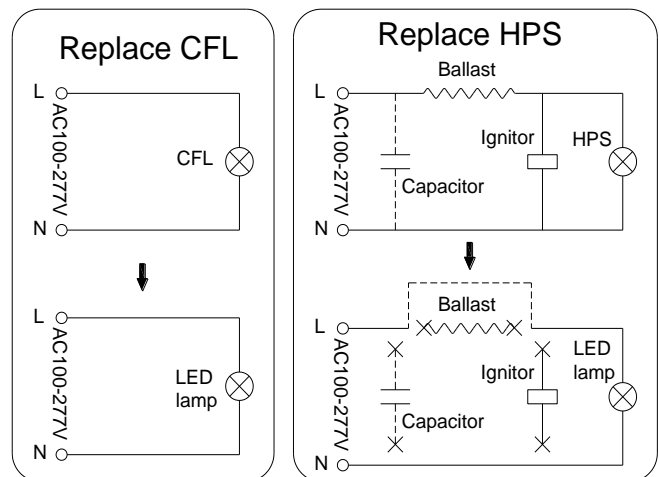 Replace CFL
L
AC100-277V
CFL
N
L
AC100-277V
LED
lamp
N
Replace HPS
Ballast
L
AC100-277V
Ignitor
HPS
Capacitor
N
Ballast
L
AC100-277V
LED
lamp
Ignitor
Capacitor
N